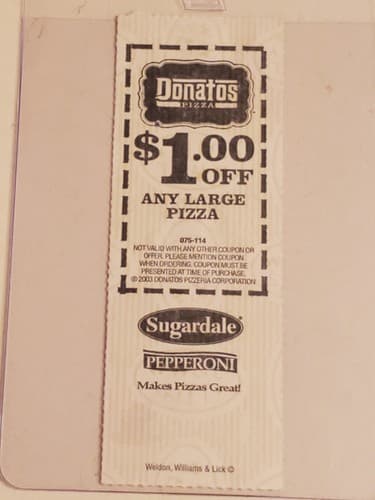 Donatos
PIZZA
$1.00
OFF
ANY LARGE
PIZZA
075-114
NOT VALID WITH ANY OTHER COUPON OR
OFFER. PLEASE MENTION COUPON
WHEN ORDERING. COUPON MUST BE
PRESENTED AT TIME OF PURCHASE.
© 2003 DONATOS PIZZERIA CORPORATION
Sugardale®
PEPPERONI
Makes Pizzas Great!
Weldon, Williams & Lick ©